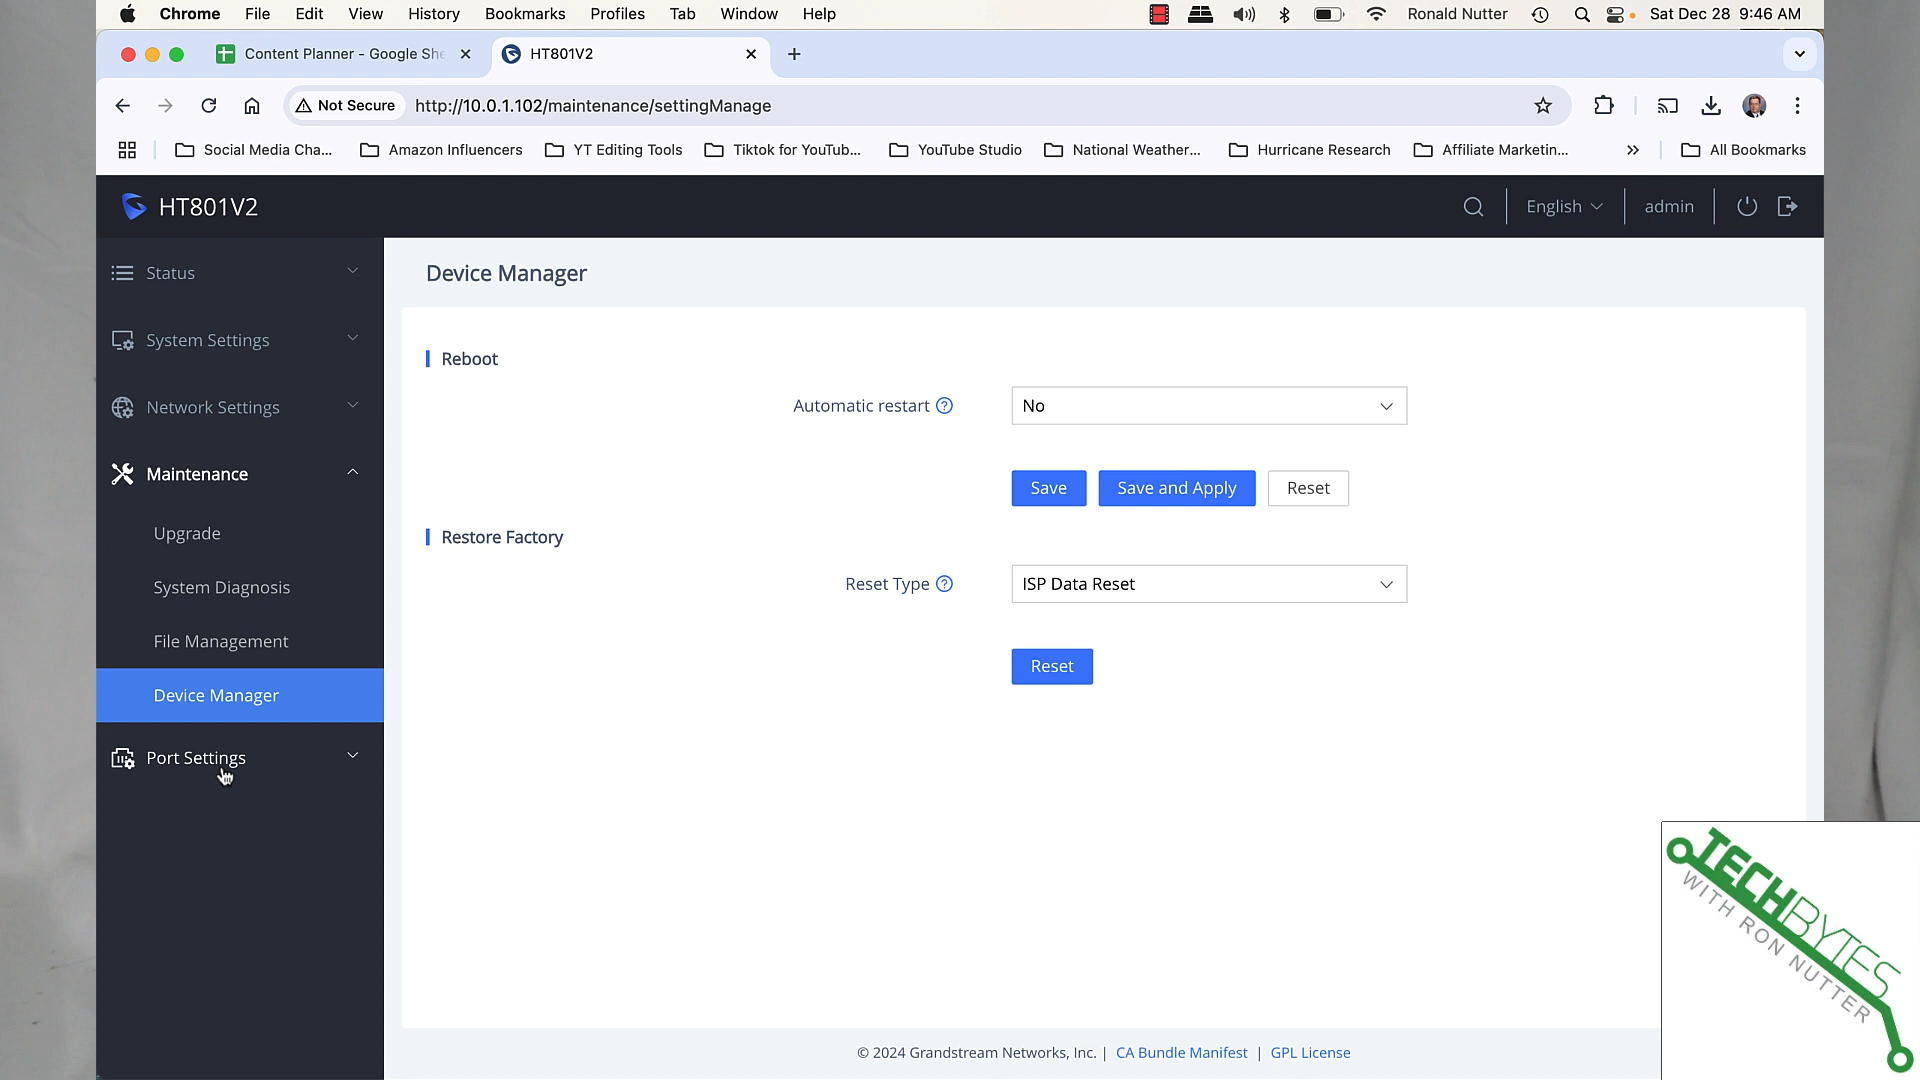 Chrome File Edit View History Bookmarks Profiles Tab Window Help Ronald Nutter Sat Dec 28 9:46 AM
Content Planner - Google She HT801V2
Not Secure http://10.0.1.102/maintenance/settingManage
Social Media Cha... Amazon Influencers YT Editing Tools Tiktok for YouTub... YouTube Studio National Weather... Hurricane Research Affiliate Marketin... » All Bookmarks
HT801V2 English admin
Status
System Settings
Network Settings
Maintenance
Upgrade
System Diagnosis
File Management
Device Manager
Port Settings
Device Manager
Reboot
Automatic restart ? No
Save Save and Apply Reset
Restore Factory
Reset Type ? ISP Data Reset
Reset
© 2024 Grandstream Networks, Inc. | CA Bundle Manifest | GPL License
TECHBYTES
WITH RON NUTTER